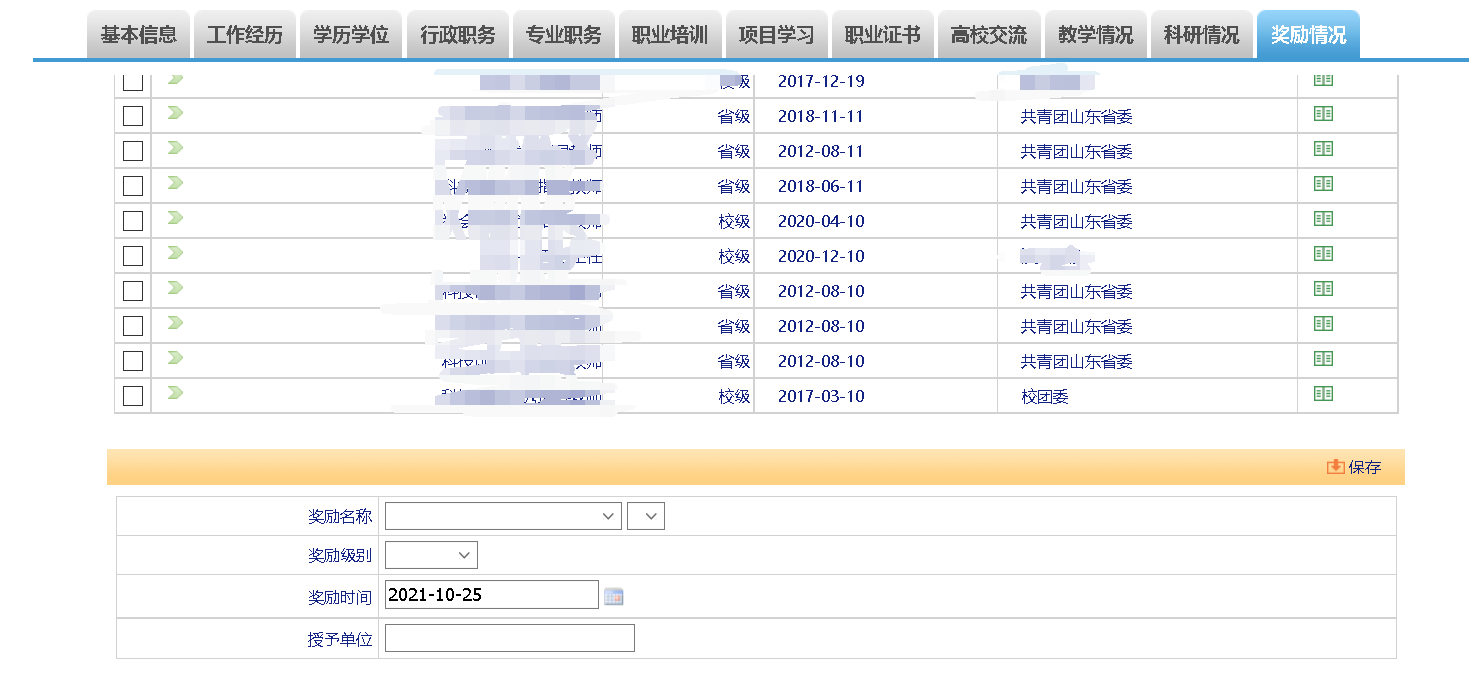 基本信息 工作经历 学历学位 行政职务 专业职务 职业培训 项目学习 职业证书 高校交流 教学情况 科研情况 奖励情况
校级 2017-12-19
师 省级 2018-11-11 共青团山东省委
师 省级 2012-08-11 共青团山东省委
省级 2018-06-11 共青团山东省委
校级 2020-04-10 共青团山东省委
校级 2020-12-10
省级 2012-08-10 共青团山东省委
省级 2012-08-10 共青团山东省委
省级 2012-08-10 共青团山东省委
校级 2017-03-10 校团委
保存
奖励名称
奖励级别
奖励时间 2021-10-25
授予单位